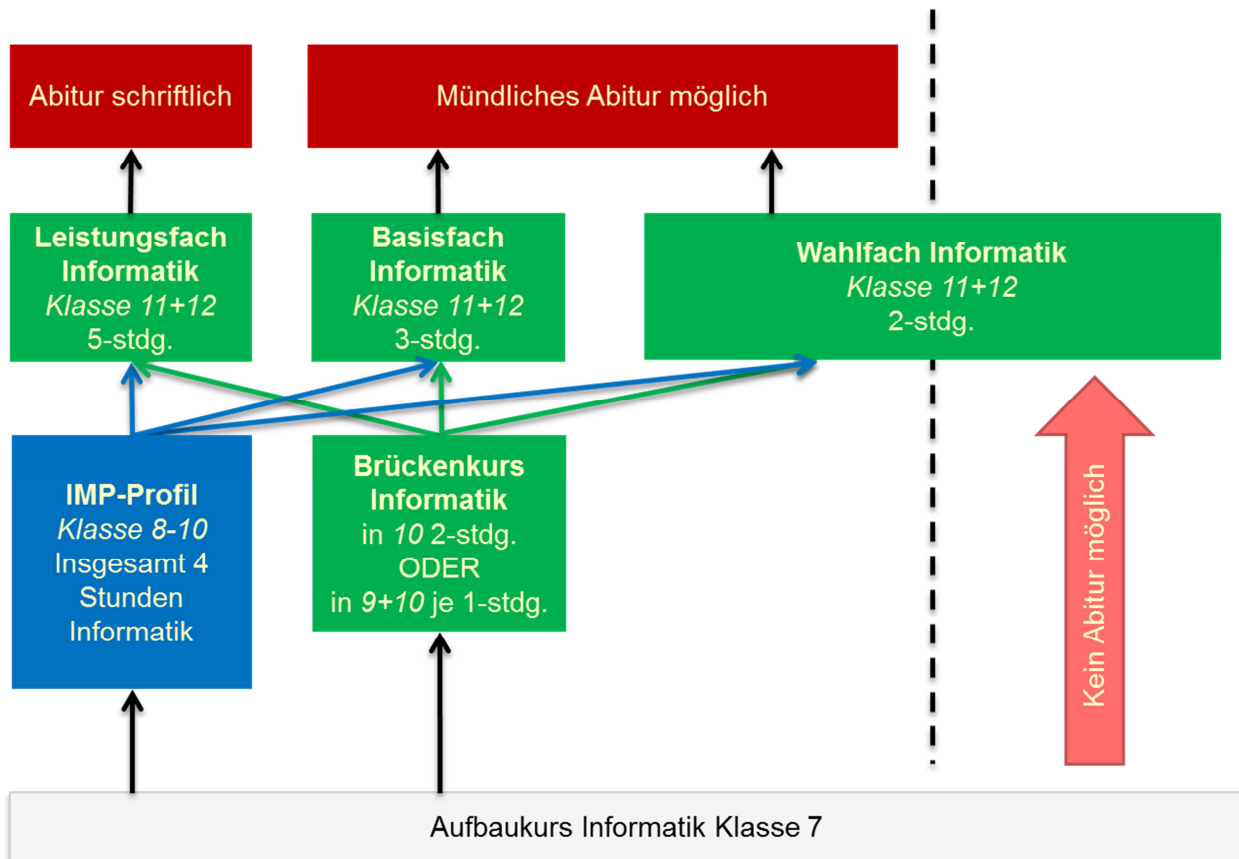 Abitur schriftlich
Mündliches Abitur möglich
Leistungsfach
Informatik
Klasse 11+12
5-stdg.
Basisfach
Informatik
Klasse 11+12
3-stdg.
Wahlfach Informatik
Klasse 11+12
2-stdg.
IMP-Profil
Klasse 8-10
Insgesamt 4
Stunden
Informatik
Brückenkurs
Informatik
in 10 2-stdg.
ODER
in 9+10 je 1-stdg.
Kein Abitur möglich
Aufbaukurs Informatik Klasse 7